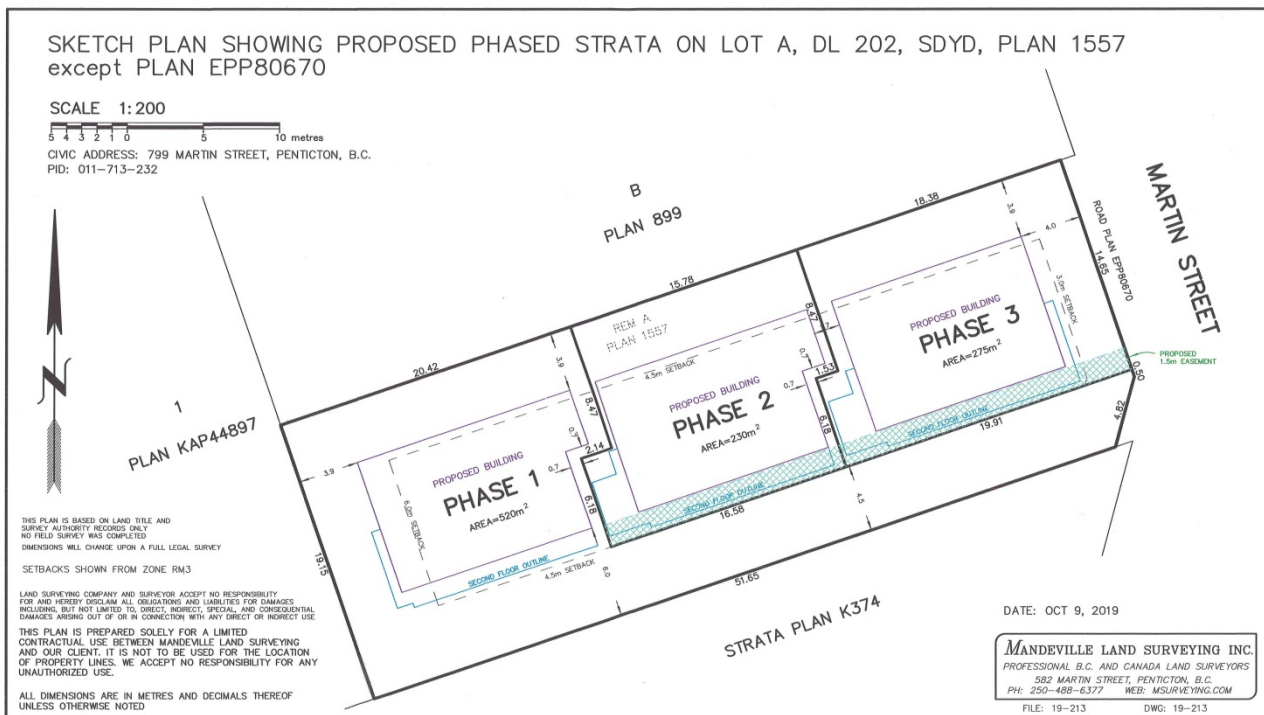 SKETCH PLAN SHOWING PROPOSED PHASED STRATA ON LOT A, DL 202, SDYD, PLAN 1557
except PLAN EPP80670
SCALE 1:200
5 4 3 2 1 0 5 10 metres
CIVIC ADDRESS: 799 MARTIN STREET, PENTICTON, B.C.
PID: 011-713-232
B
PLAN 899
MARTIN STREET
ROAD PLAN EPP80670
18.38
3.9
4.0
14.65
3.0m SETBACK
15.78
8.47
.7
REM A
PLAN 1557
PROPOSED BUILDING
PHASE 3
AREA=275m²
PROPOSED
1.5m EASEMENT
0.50
4.82
SECOND FLOOR OUTLINE
19.91
20.42
3.9
8.47
4.5m SETBACK
0.7
1.53
0.7
6.18
PROPOSED BUILDING
PHASE 2
AREA=230m²
SECOND FLOOR OUTLINE
16.58
4.5
1
PLAN KAP44897
3.9
0.7
2.14
0.7
6.18
PROPOSED BUILDING
PHASE 1
AREA=520m²
6.0m SETBACK
SECOND FLOOR OUTLINE
4.5m SETBACK
6.0
19.15
51.65
STRATA PLAN K374
N
THIS PLAN IS BASED ON LAND TITLE AND
SURVEY AUTHORITY RECORDS ONLY
NO FIELD SURVEY WAS COMPLETED
DIMENSIONS WILL CHANGE UPON A FULL LEGAL SURVEY
SETBACKS SHOWN FROM ZONE RM3
LAND SURVEYING COMPANY AND SURVEYOR ACCEPT NO RESPONSIBILITY
FOR AND HEREBY DISCLAIM ALL OBLIGATIONS AND LIABILITIES FOR DAMAGES
INCLUDING, BUT NOT LIMITED TO, DIRECT, INDIRECT, SPECIAL, AND CONSEQUENTIAL
DAMAGES ARISING OUT OF OR IN CONNECTION WITH ANY DIRECT OR INDIRECT USE
THIS PLAN IS PREPARED SOLELY FOR A LIMITED
CONTRACTUAL USE BETWEEN MANDEVILLE LAND SURVEYING
AND OUR CLIENT. IT IS NOT TO BE USED FOR THE LOCATION
OF PROPERTY LINES. WE ACCEPT NO RESPONSIBILITY FOR ANY
UNAUTHORIZED USE.
ALL DIMENSIONS ARE IN METRES AND DECIMALS THEREOF
UNLESS OTHERWISE NOTED
DATE: OCT 9, 2019
MANDEVILLE LAND SURVEYING INC.
PROFESSIONAL B.C. AND CANADA LAND SURVEYORS
582 MARTIN STREET, PENTICTON, B.C.
PH: 250-488-6377 WEB: MSURVEYING.COM
FILE: 19-213 DWG: 19-213